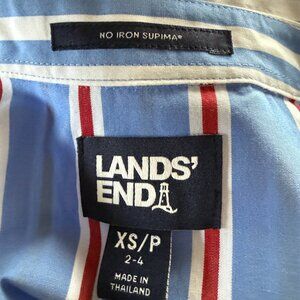 NO IRON SUPIMA®
LANDS'
END
XS/P
2-4
MADE IN
THAILAND